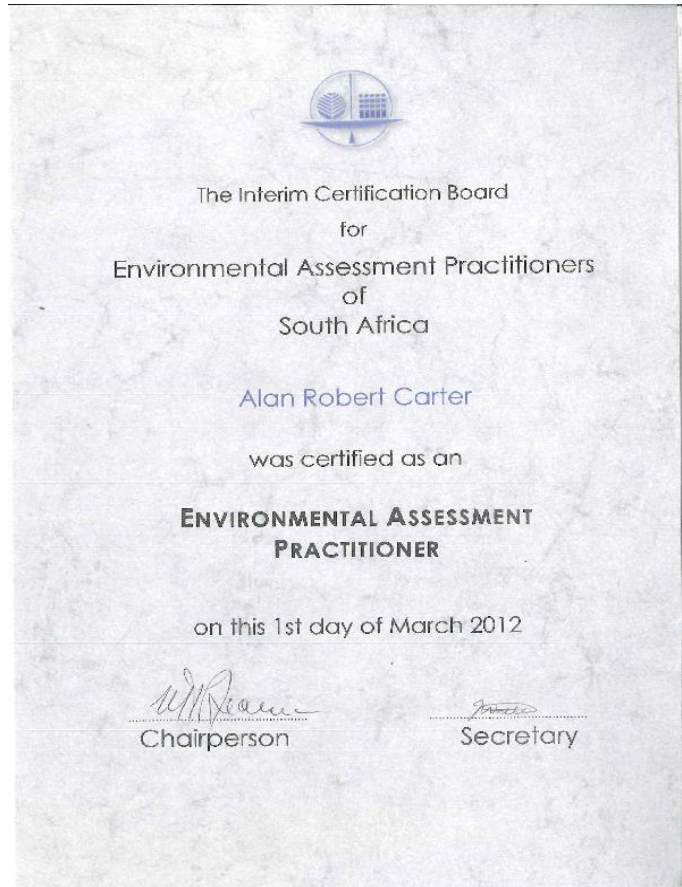 The Interim Certification Board
for
Environmental Assessment Practitioners
of
South Africa
Alan Robert Carter
was certified as an
ENVIRONMENTAL ASSESSMENT
PRACTITIONER
on this 1st day of March 2012
Chairperson
Secretary